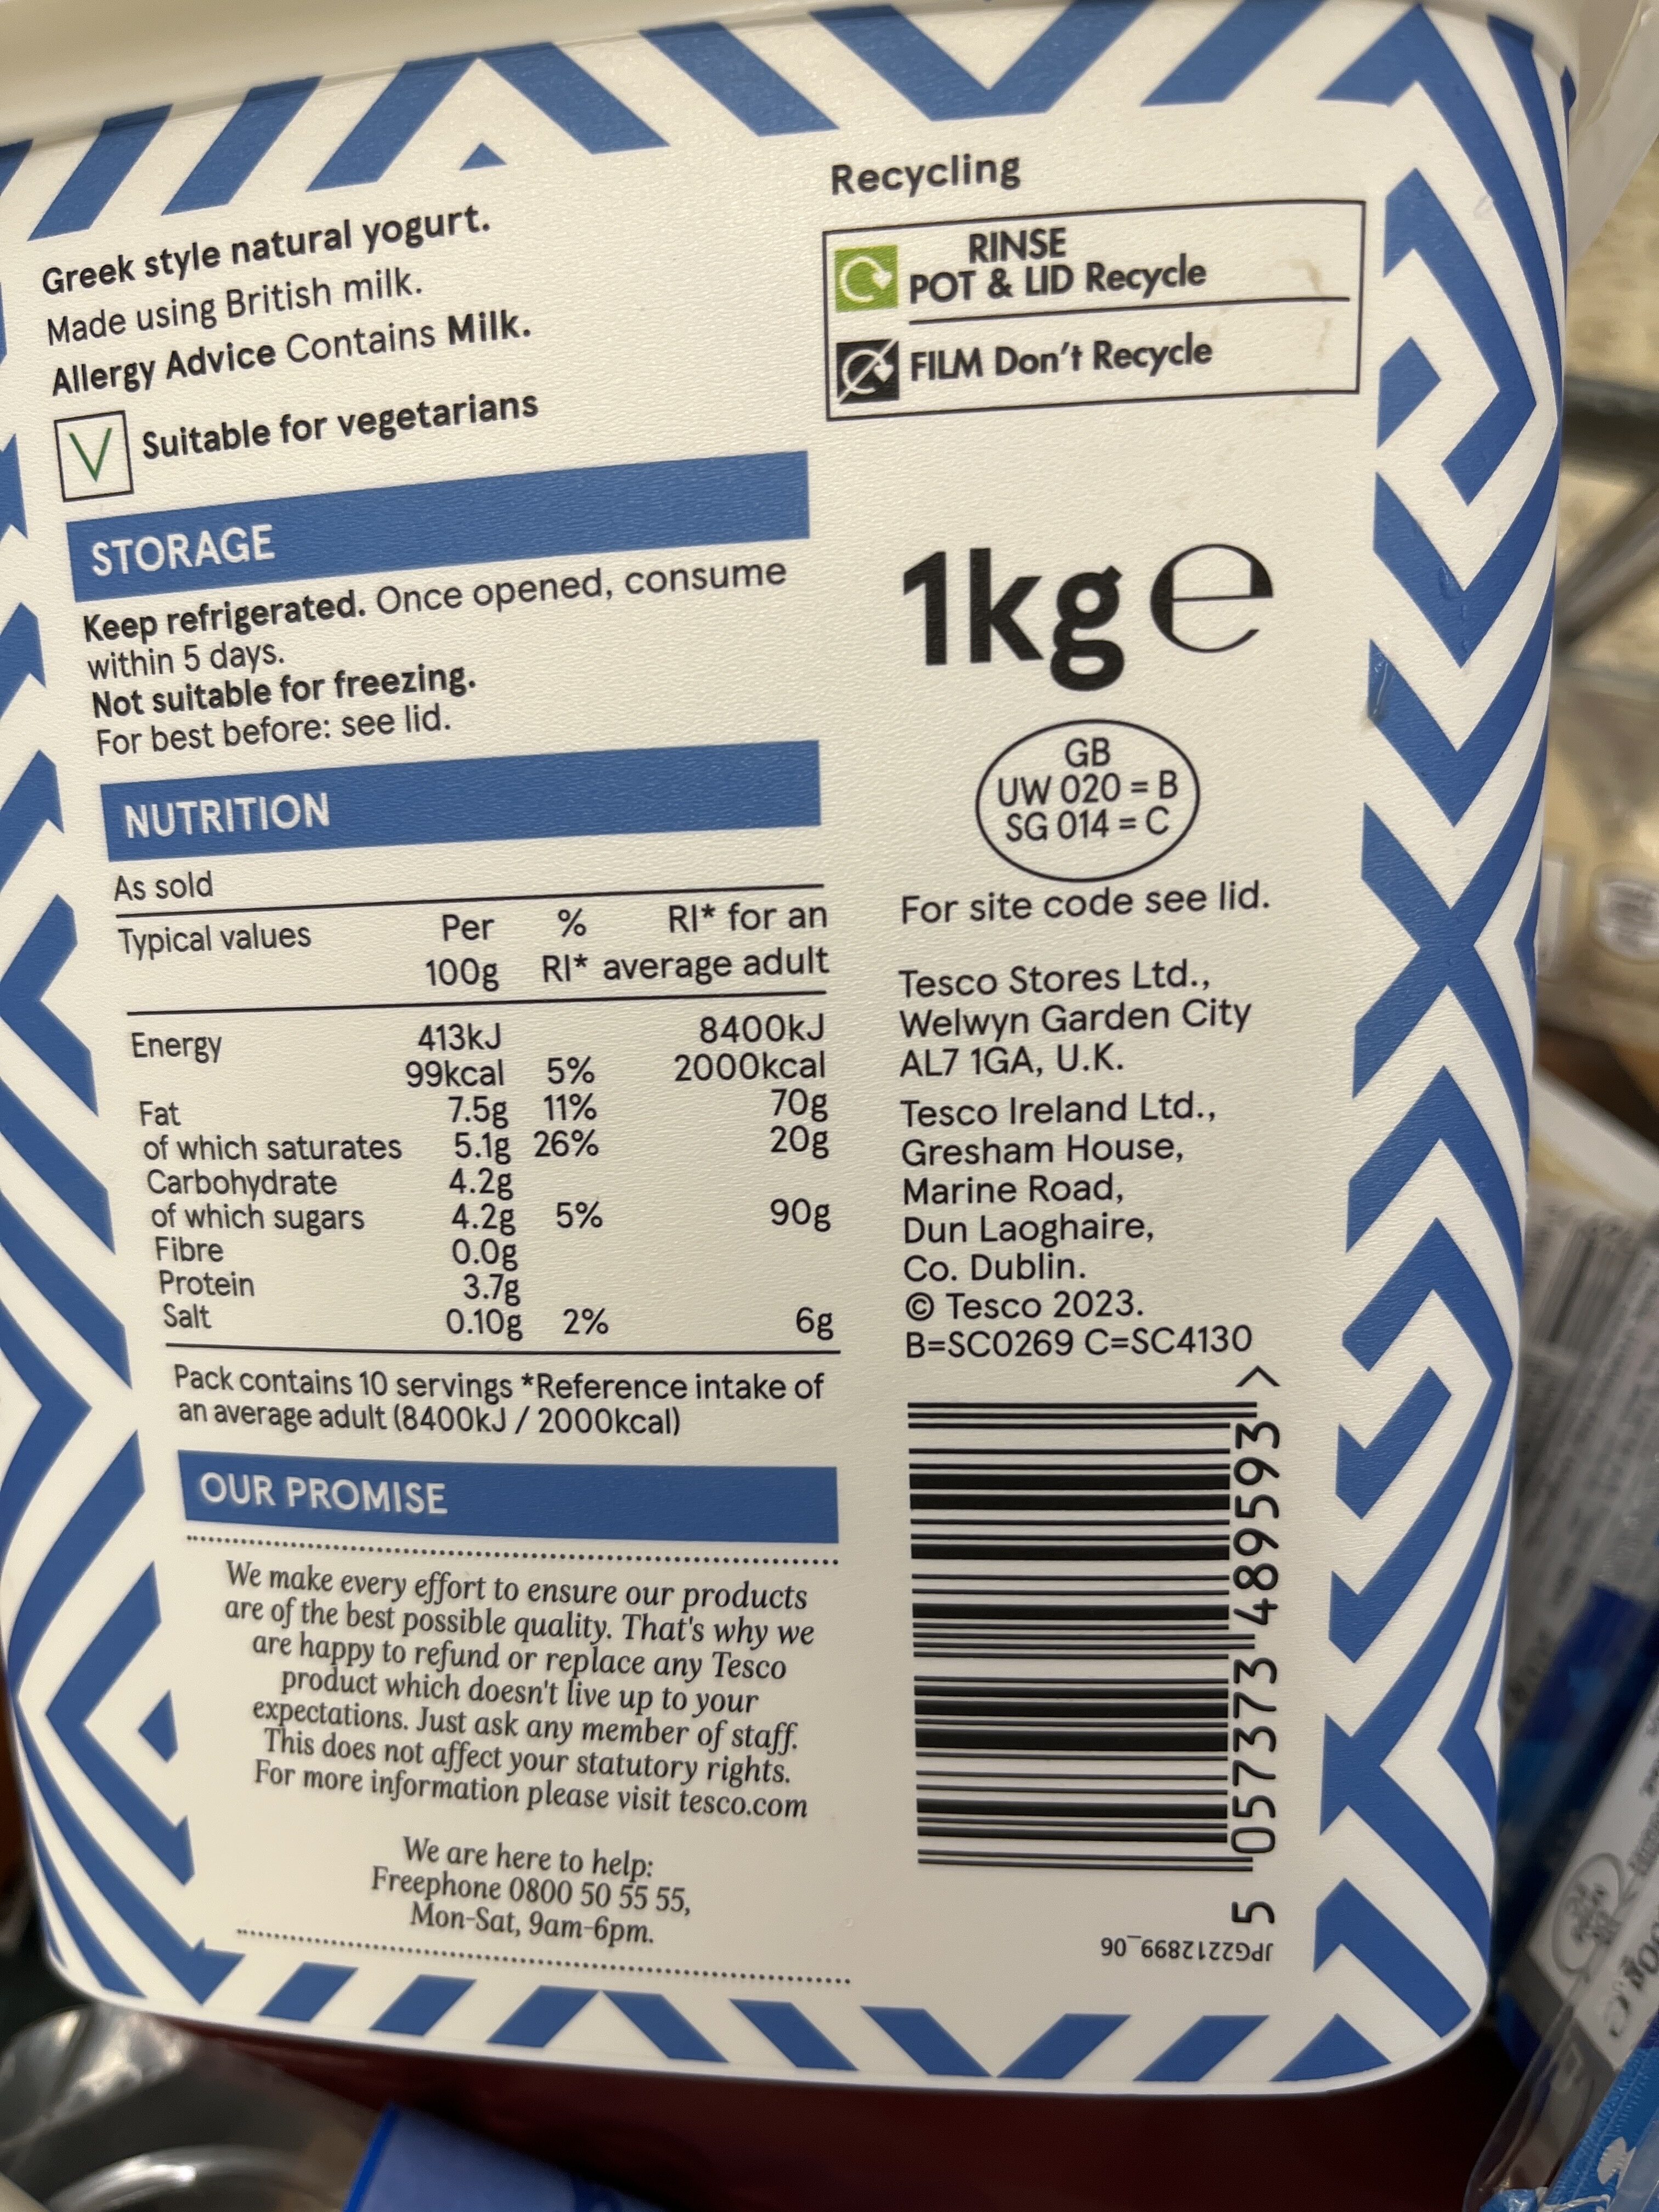 Greek style natural yogurt.
Made using British milk.
Allergy Advice Contains Milk.
Suitable for vegetarians
STORAGE
Keep refrigerated. Once opened, consume
within 5 days.
Not suitable for freezing.
For best before: see lid.
NUTRITION
As sold
Typical values Per % RI* for an
100g RI* average adult
Energy 413kJ 8400kJ
99kcal 5% 2000kcal
Fat 7.5g 11% 70g
of which saturates 5.1g 26% 20g
Carbohydrate 4.2g
of which sugars 4.2g 5% 90g
Fibre 0.0g
Protein 3.7g
Salt 0.10g 2% 6g
Pack contains 10 servings *Reference intake of
an average adult (8400kJ / 2000kcal)
OUR PROMISE
We make every effort to ensure our products
are of the best possible quality. That's why we
are happy to refund or replace any Tesco
product which doesn't live up to your
expectations. Just ask any member of staff.
This does not affect your statutory rights.
For more information please visit tesco.com
We are here to help:
Freephone 0800 50 55 55,
Mon-Sat, 9am-6pm.
Recycling
RINSE
POT & LID Recycle
FILM Don't Recycle
1kg e
GB
UW 020 = B
SG 014 = C
For site code see lid.
Tesco Stores Ltd.,
Welwyn Garden City
AL7 1GA, U.K.
Tesco Ireland Ltd.,
Gresham House,
Marine Road,
Dun Laoghaire,
Co. Dublin.
© Tesco 2023.
B=SC0269 C=SC4130
5 057373 489593 >
JPG2212899_06